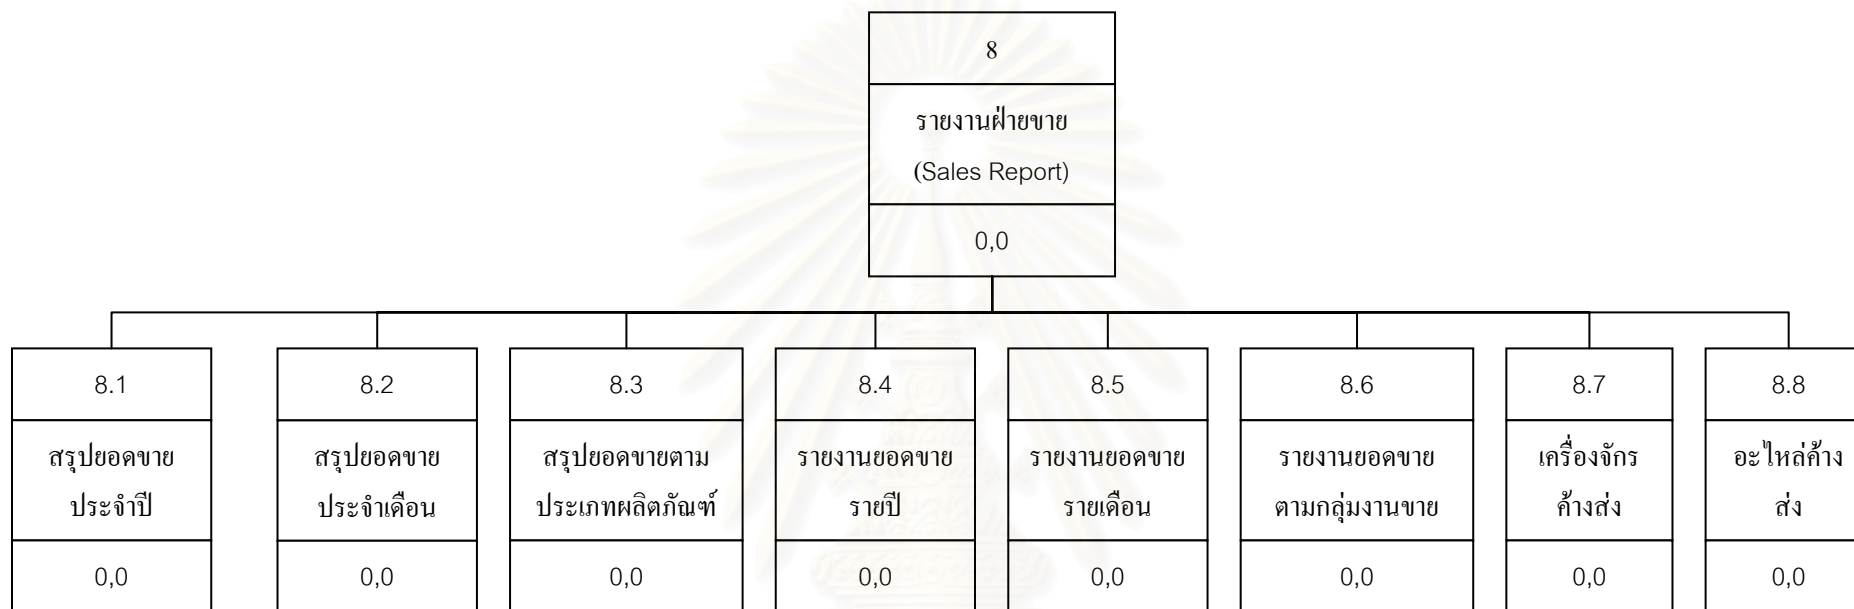 8
รายงานฝ่ายขาย
(Sales Report)
0,0
8.1
สรุปยอดขาย
ประจำปี
0,0
8.2
สรุปยอดขาย
ประจำเดือน
0,0
8.3
สรุปยอดขายตาม
ประเภทผลิตภัณฑ์
0,0
8.4
รายงานยอดขาย
รายปี
0,0
8.5
รายงานยอดขาย
รายเดือน
0,0
8.6
รายงานยอดขาย
ตามกลุ่มงานขาย
0,0
8.7
เครื่องจักร
ค้างส่ง
0,0
8.8
อะไหล่ค้าง
ส่ง
0,0